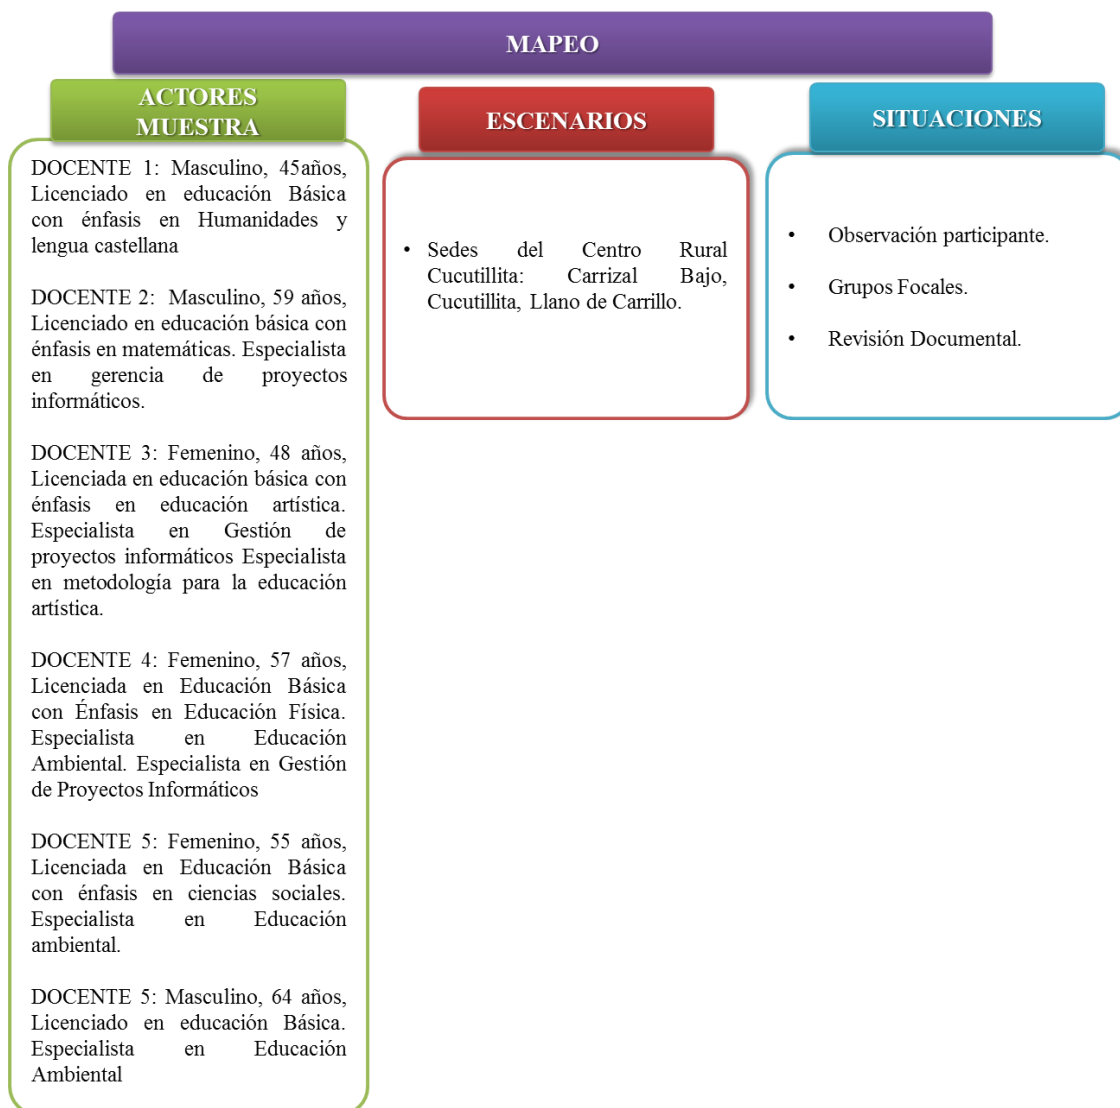 MAPEO
ACTORES
MUESTRA
DOCENTE 1: Masculino, 45años,
Licenciado en educación Básica
con énfasis en Humanidades y
lengua castellana
DOCENTE 2: Masculino, 59 años,
Licenciado en educación básica con
énfasis en matemáticas. Especialista
en gerencia de proyectos
informáticos.
DOCENTE 3: Femenino, 48 años,
Licenciada en educación básica con
énfasis en educación artística.
Especialista en Gestión de
proyectos informáticos Especialista
en metodología para la educación
artística.
DOCENTE 4: Femenino, 57 años,
Licenciada en Educación Básica
con Énfasis en Educación Física.
Especialista en Educación
Ambiental. Especialista en Gestión
de Proyectos Informáticos
DOCENTE 5: Femenino, 55 años,
Licenciada en Educación Básica
con énfasis en ciencias sociales.
Especialista en Educación
ambiental.
DOCENTE 5: Masculino, 64 años,
Licenciado en educación Básica.
Especialista en Educación
Ambiental
ESCENARIOS
• Sedes del Centro Rural
Cucutillita: Carrizal Bajo,
Cucutillita, Llano de Carrillo.
SITUACIONES
• Observación participante.
• Grupos Focales.
• Revisión Documental.